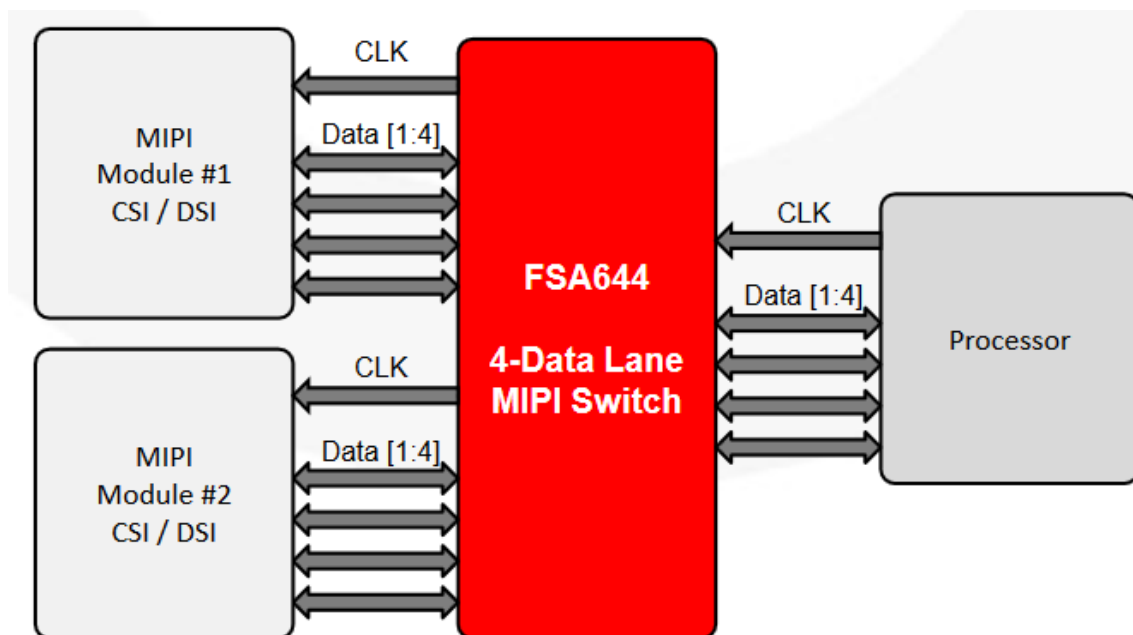 CLK
Data [1:4]
MIPI
Module #1
CSI / DSI
CLK
Data [1:4]
MIPI
Module #2
CSI / DSI
FSA644
4-Data Lane
MIPI Switch
CLK
Data [1:4]
Processor